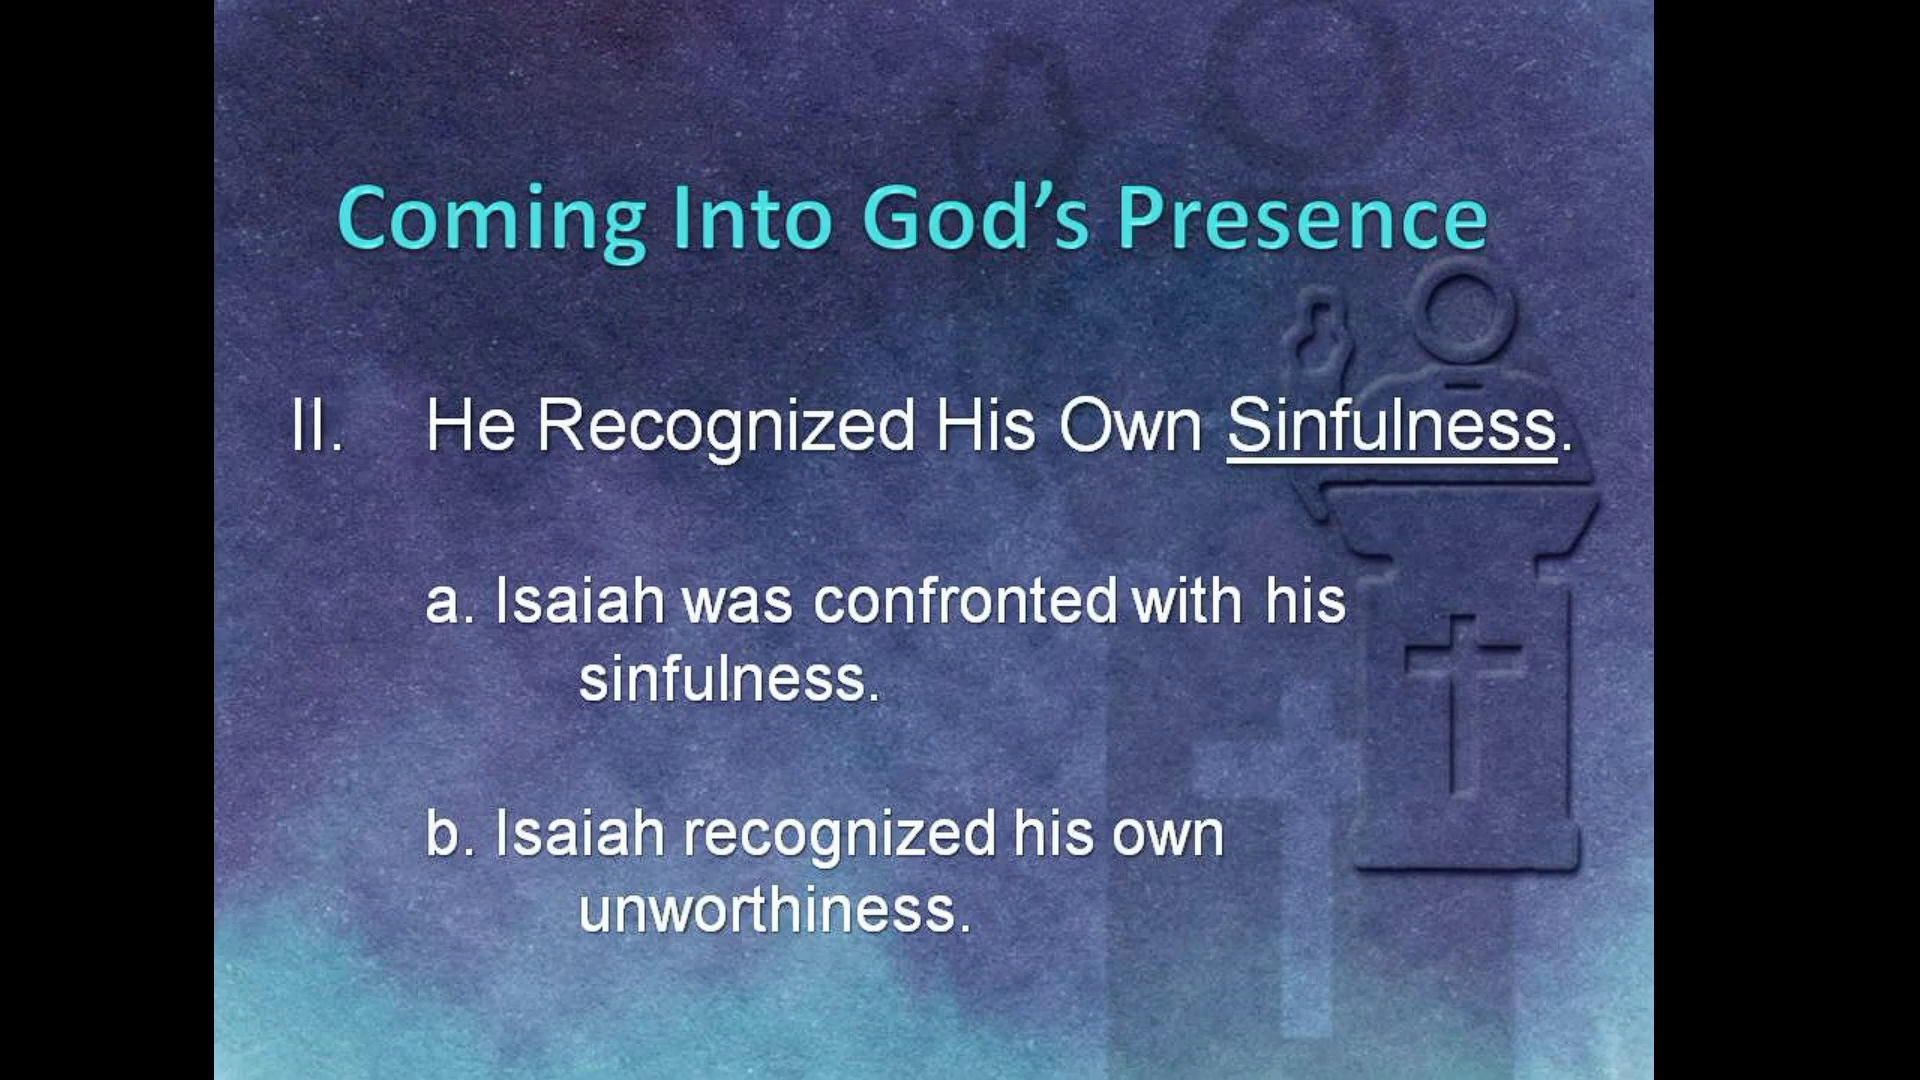 Coming Into God’s Presence
II. He Recognized His Own Sinfulness.
a. Isaiah was confronted with his
sinfulness.
b. Isaiah recognized his own
unworthiness.